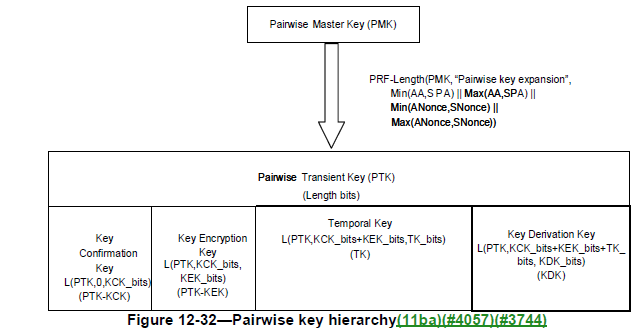 Pairwise Master Key (PMK)
PRF-Length(PMK, “Pairwise key expansion”,
Min(AA,S PA) || Max(AA,SPA) ||
Min(ANonce,SNonce) ||
Max(ANonce,SNonce))
Pairwise Transient Key (PTK)
(Length bits)
Key
Confirmation
Key
L(PTK,0,KCK_bits)
(PTK-KCK)
Key Encryption
Key
L(PTK,KCK_bits,
KEK_bits)
(PTK-KEK)
Temporal Key
L(PTK,KCK_bits+KEK_bits,TK_bits)
(TK)
Key Derivation Key
L(PTK,KCK_bits+KEK_bits+TK_
bits, KDK_bits)
(KDK)
Figure 12-32—Pairwise key hierarchy(11ba)(#4057)(#3744)